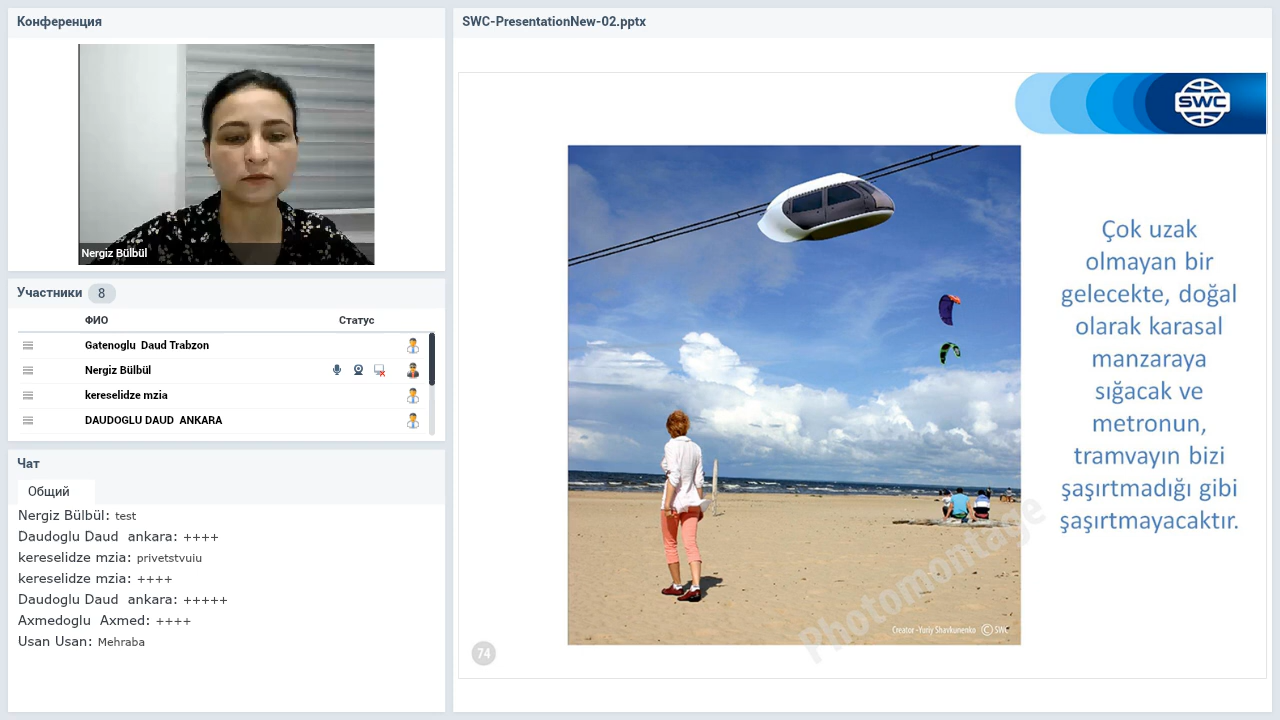 Конференция
Nergiz Bülbül
Участники 8
ФИО Статус
Gatenoglu Daud Trabzon
Nergiz Bülbül
kereselidze mzia
DAUDOGLU DAUD ANKARA
Чат
Общий
Nergiz Bülbül: test
Daudoglu Daud ankara: ++++
kereselidze mzia: privetstvuiu
kereselidze mzia: ++++
Daudoglu Daud ankara: +++++
Axmedoglu Axmed: ++++
Usan Usan: Mehraba
SWC-PresentationNew-02.pptx
SWC
Çok uzak
olmayan bir
gelecekte, doğal
olarak karasal
manzaraya
sığacak ve
metronun,
tramvayın bizi
şaşırtmadığı gibi
şaşırtmayacaktır.
Photomontage
Creator -Yuriy Shavkunenko © SWC
74